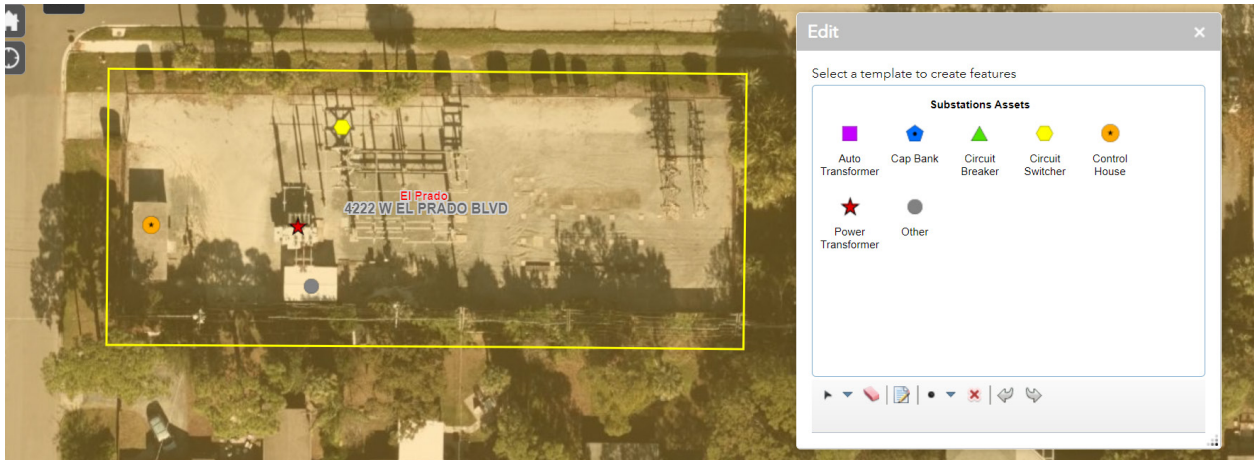 El Prado
4222 W EL PRADO BLVD
Edit
Select a template to create features
Substations Assets
Auto
Transformer
Cap Bank
Circuit
Breaker
Circuit
Switcher
Control
House
Power
Transformer
Other